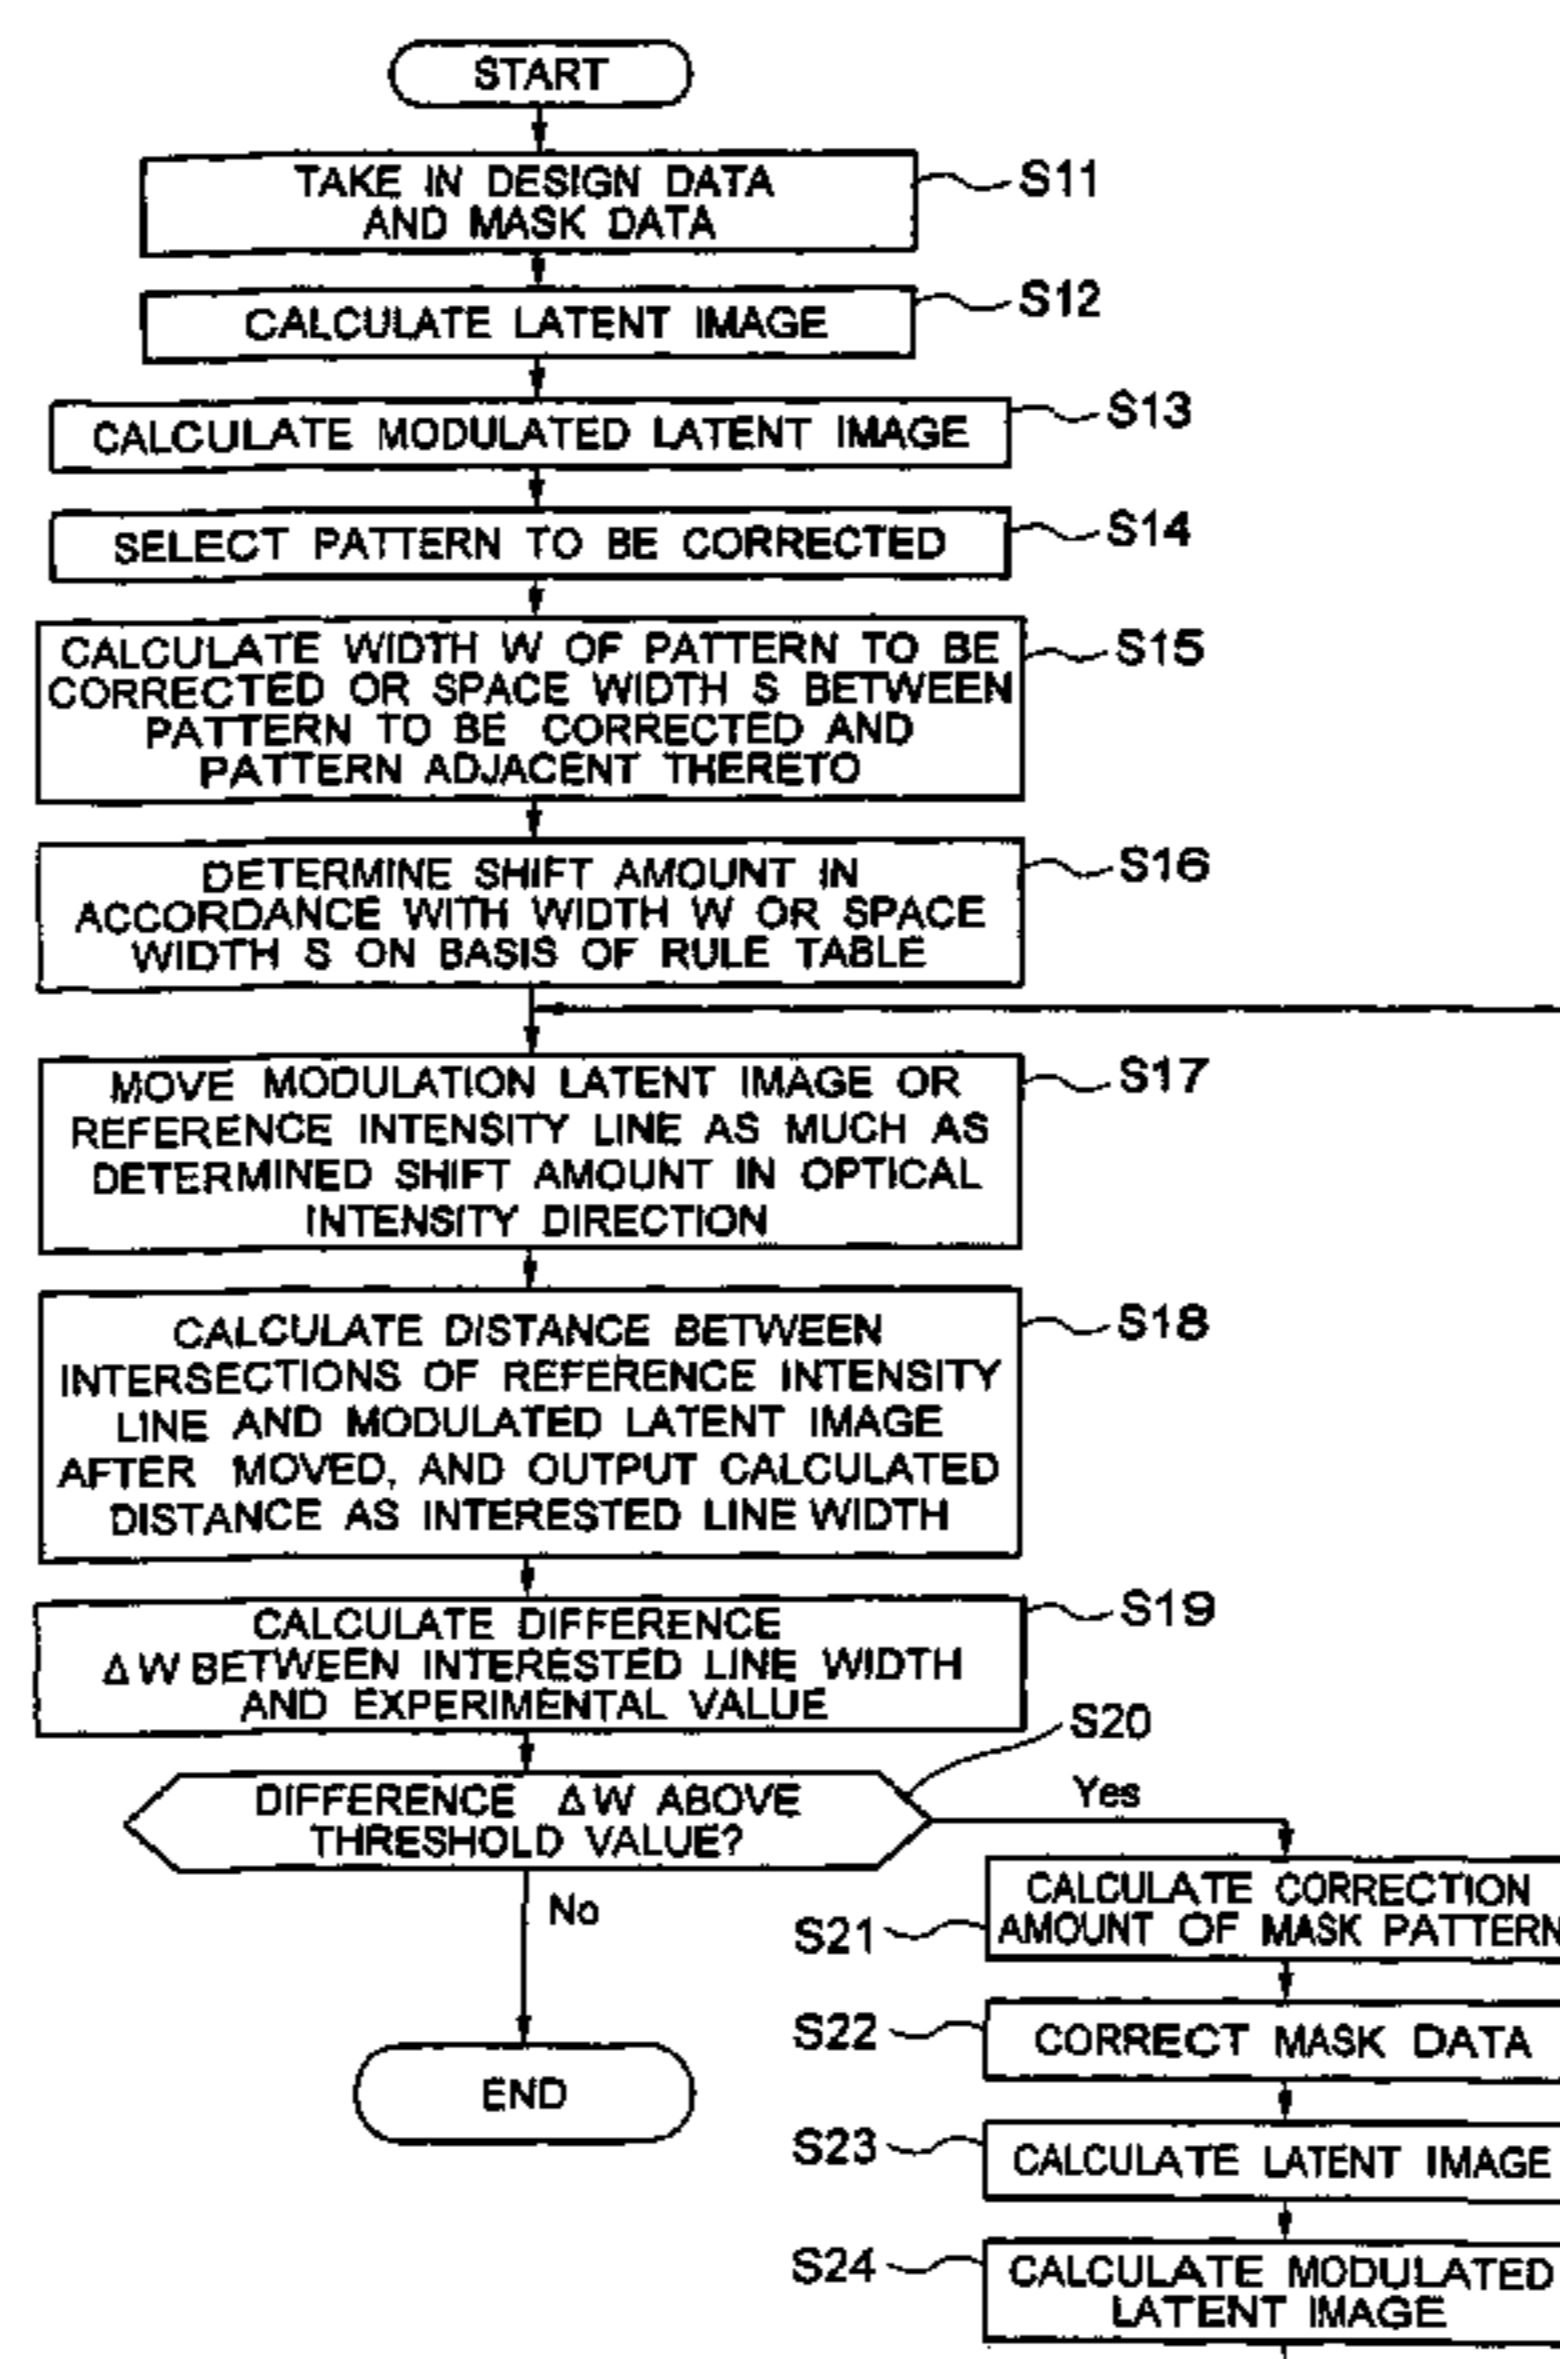 START
TAKE IN DESIGN DATA
AND MASK DATA
S11
CALCULATE LATENT IMAGE
S12
CALCULATE MODULATED LATENT IMAGE
S13
SELECT PATTERN TO BE CORRECTED
S14
CALCULATE WIDTH W OF PATTERN TO BE
CORRECTED OR SPACE WIDTH S BETWEEN
PATTERN TO BE CORRECTED AND
PATTERN ADJACENT THERETO
S15
DETERMINE SHIFT AMOUNT IN
ACCORDANCE WITH WIDTH W OR SPACE
WIDTH S ON BASIS OF RULE TABLE
S16
MOVE MODULATION LATENT IMAGE OR
REFERENCE INTENSITY LINE AS MUCH AS
DETERMINED SHIFT AMOUNT IN OPTICAL
INTENSITY DIRECTION
S17
CALCULATE DISTANCE BETWEEN
INTERSECTIONS OF REFERENCE INTENSITY
LINE AND MODULATED LATENT IMAGE
AFTER MOVED, AND OUTPUT CALCULATED
DISTANCE AS INTERESTED LINE WIDTH
S18
CALCULATE DIFFERENCE
ΔW BETWEEN INTERESTED LINE WIDTH
AND EXPERIMENTAL VALUE
S19
DIFFERENCE ΔW ABOVE
THRESHOLD VALUE?
S20
Yes
No
END
CALCULATE CORRECTION
AMOUNT OF MASK PATTERN
S21
CORRECT MASK DATA
S22
CALCULATE LATENT IMAGE
S23
CALCULATE MODULATED
LATENT IMAGE
S24